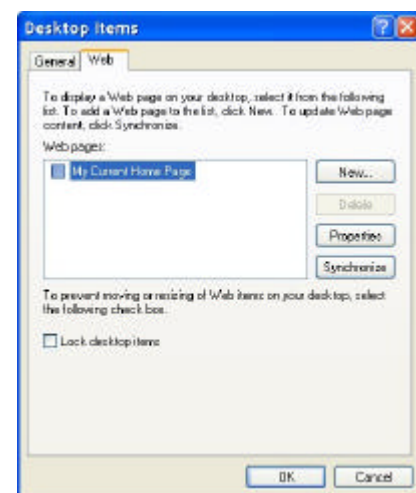 Desktop Items
General Web
To display a Web page on your desktop, select it from the following
list. To add a Web page to the list, click New. To update Web page
content, click Synchronize.
Web pages:
My Current Home Page
New...
Delete
Properties
Synchronize
To prevent moving or resizing of Web items on your desktop, select
the following check box.
Lock desktop items
OK Cancel